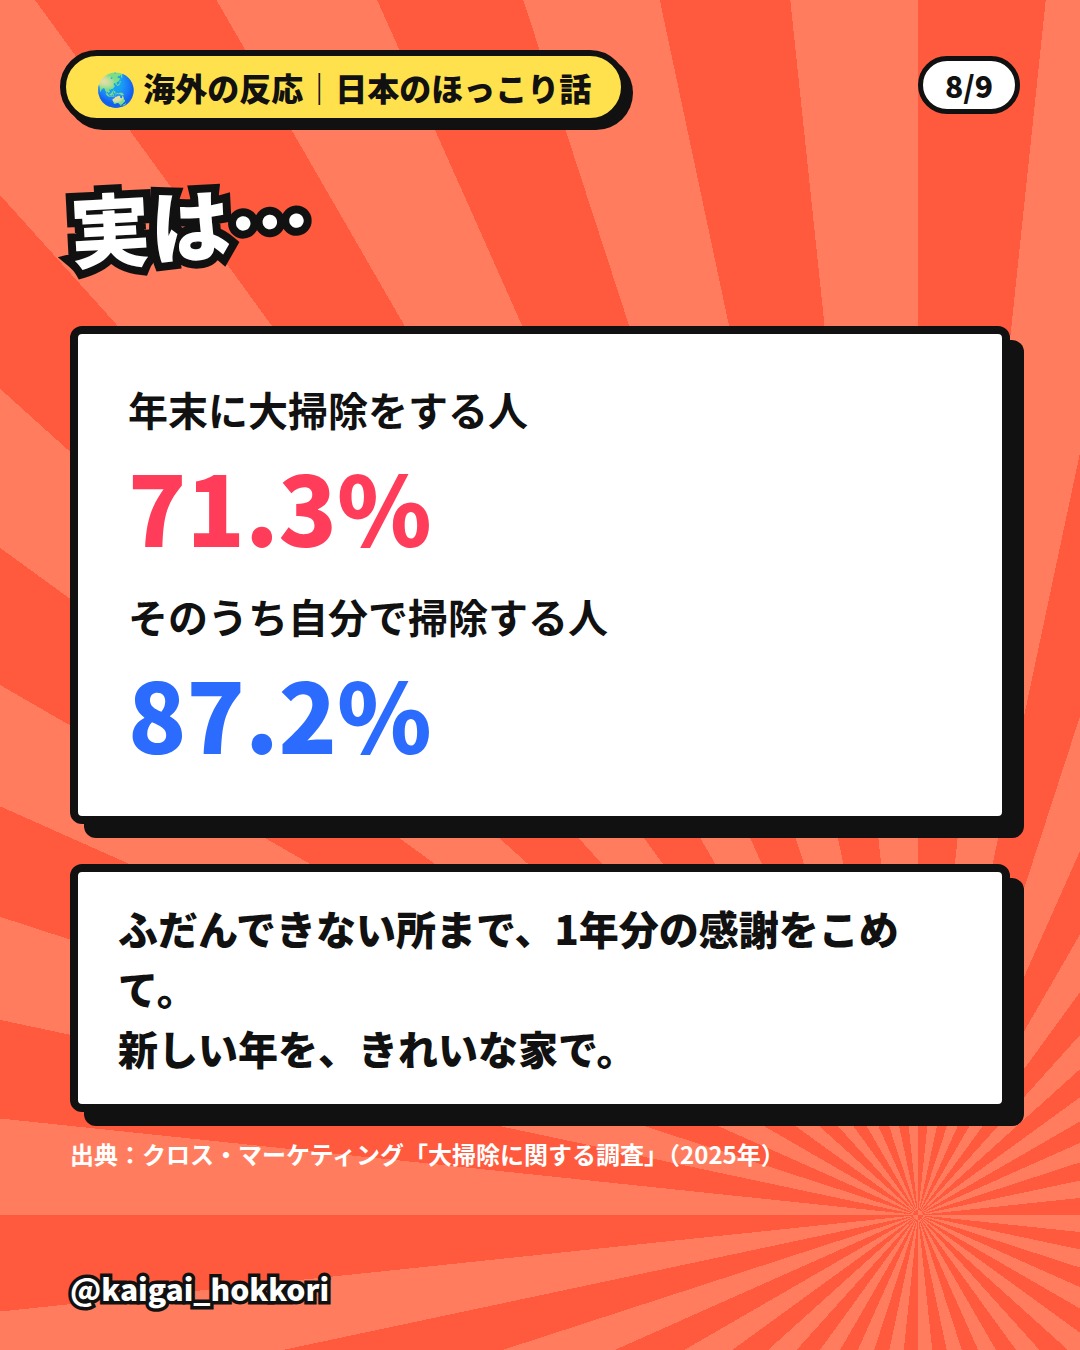 🌏 海外の反応｜日本のほっこり話
8/9
実は…
年末に大掃除をする人
71.3%
そのうち自分で掃除する人
87.2%
ふだんできない所まで、1年分の感謝をこめ
て。
新しい年を、きれいな家で。
出典：クロス・マーケティング「大掃除に関する調査」（2025年）
@kaigai_hokkori